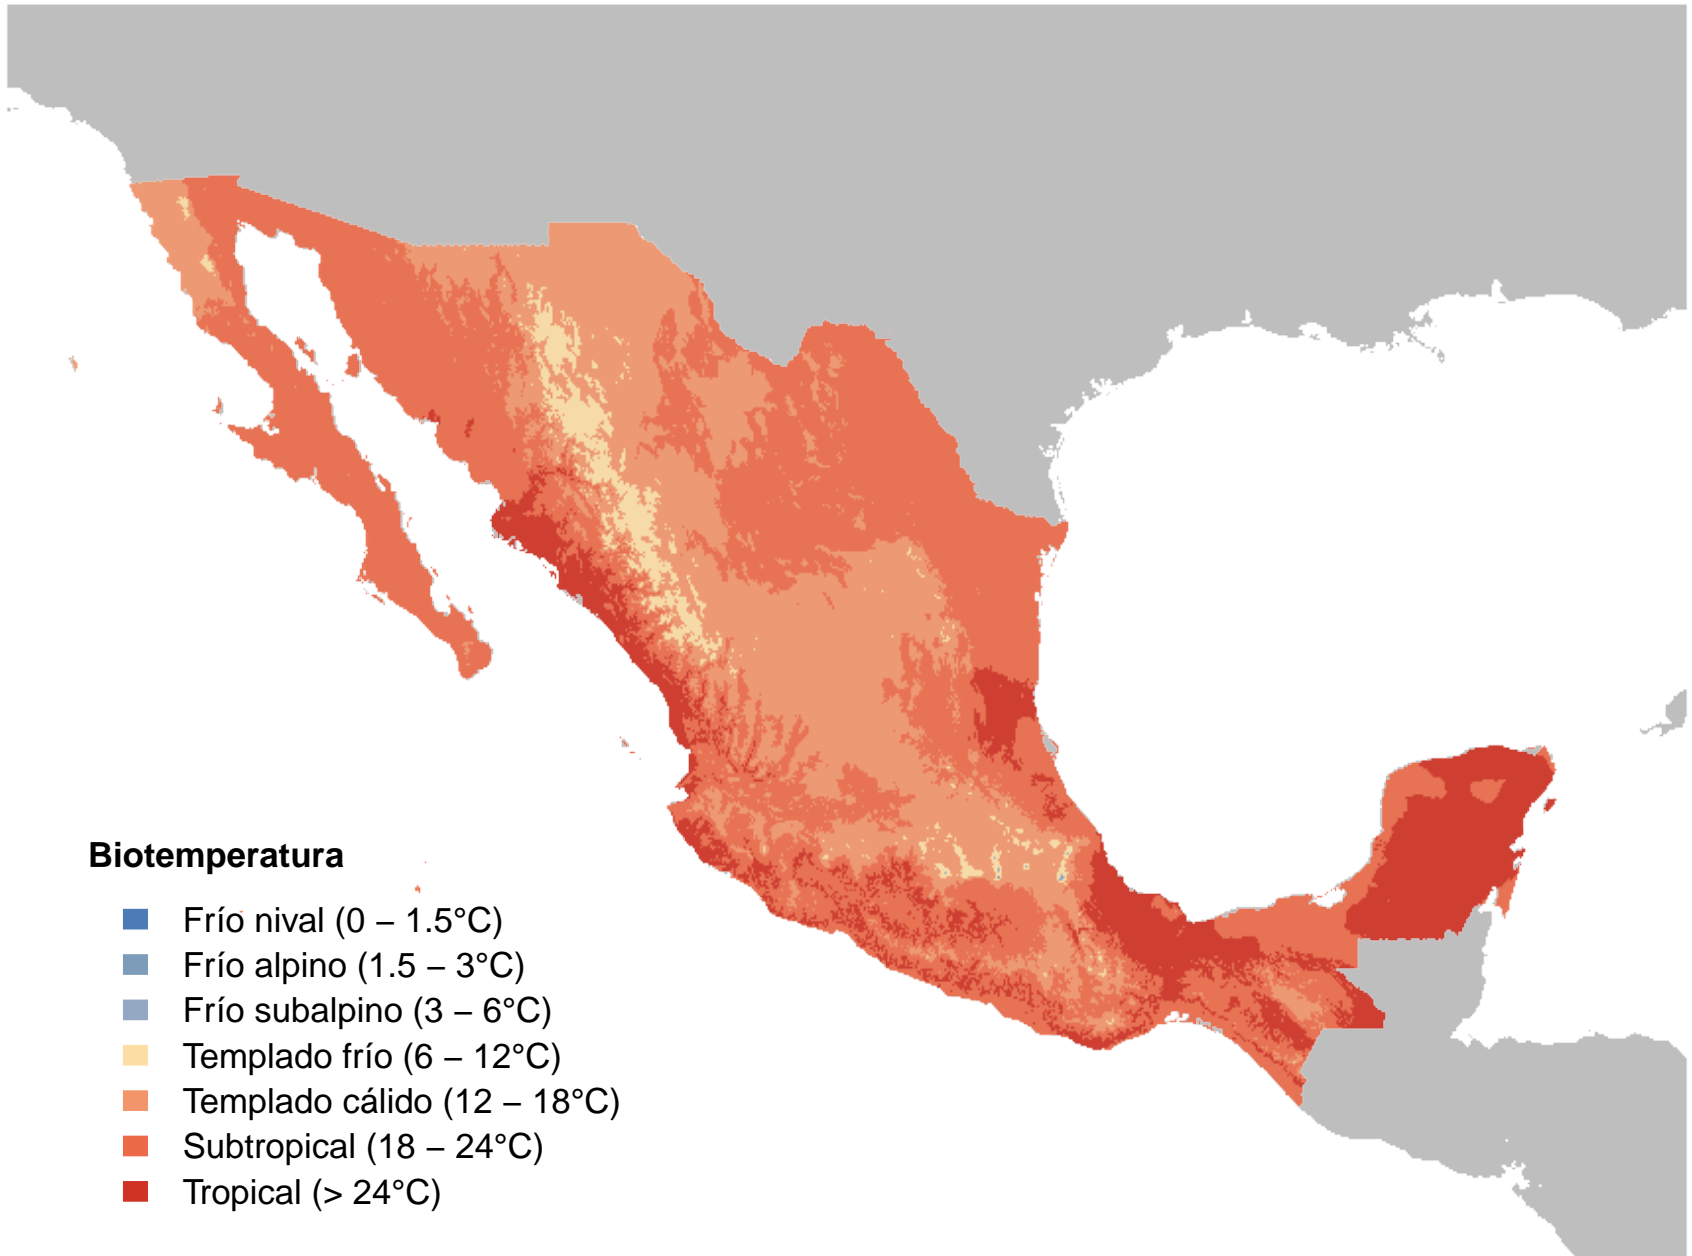 Biotemperatura
Frío nival (0 – 1.5°C)
Frío alpino (1.5 – 3°C)
Frío subalpino (3 – 6°C)
Templado frío (6 – 12°C)
Templado cálido (12 – 18°C)
Subtropical (18 – 24°C)
Tropical (> 24°C)